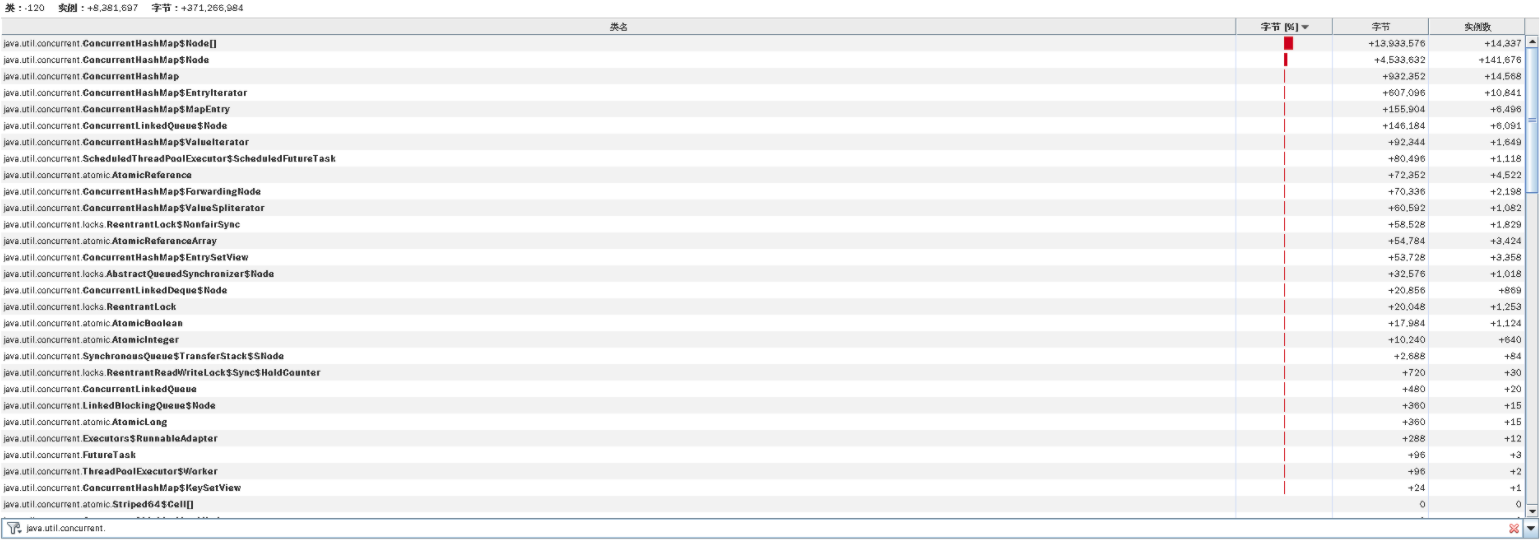 类：-120 实例：+8,381,697 字节：+371,266,984
类名 字节 [%] 字节 实例数
java.util.concurrent.ConcurrentHashMap$Node[] +13,933,576 +14,337
java.util.concurrent.ConcurrentHashMap$Node +4,533,632 +141,676
java.util.concurrent.ConcurrentHashMap +932,352 +14,568
java.util.concurrent.ConcurrentHashMap$EntryIterator +607,096 +10,841
java.util.concurrent.ConcurrentHashMap$MapEntry +155,904 +6,496
java.util.concurrent.ConcurrentLinkedQueue$Node +146,184 +6,091
java.util.concurrent.ConcurrentHashMap$ValueIterator +92,344 +1,649
java.util.concurrent.ScheduledThreadPoolExecutor$ScheduledFutureTask +80,496 +1,118
java.util.concurrent.atomic.AtomicReference +72,352 +4,522
java.util.concurrent.ConcurrentHashMap$ForwardingNode +70,336 +2,198
java.util.concurrent.ConcurrentHashMap$ValueSpliterator +60,592 +1,082
java.util.concurrent.locks.ReentrantLock$NonfairSync +58,528 +1,829
java.util.concurrent.atomic.AtomicReferenceArray +54,784 +3,424
java.util.concurrent.ConcurrentHashMap$EntrySetView +53,728 +3,358
java.util.concurrent.locks.AbstractQueuedSynchronizer$Node +32,576 +1,018
java.util.concurrent.ConcurrentLinkedDeque$Node +20,856 +869
java.util.concurrent.locks.ReentrantLock +20,048 +1,253
java.util.concurrent.atomic.AtomicBoolean +17,984 +1,124
java.util.concurrent.atomic.AtomicInteger +10,240 +640
java.util.concurrent.SynchronousQueue$TransferStack$SNode +2,688 +84
java.util.concurrent.locks.ReentrantReadWriteLock$Sync$HoldCounter +720 +30
java.util.concurrent.ConcurrentLinkedQueue +480 +20
java.util.concurrent.LinkedBlockingQueue$Node +360 +15
java.util.concurrent.atomic.AtomicLong +360 +15
java.util.concurrent.Executors$RunnableAdapter +288 +12
java.util.concurrent.FutureTask +96 +3
java.util.concurrent.ThreadPoolExecutor$Worker +96 +2
java.util.concurrent.ConcurrentHashMap$KeySetView +24 +1
java.util.concurrent.atomic.Striped64$Cell[] 0 0
java.util.concurrent.